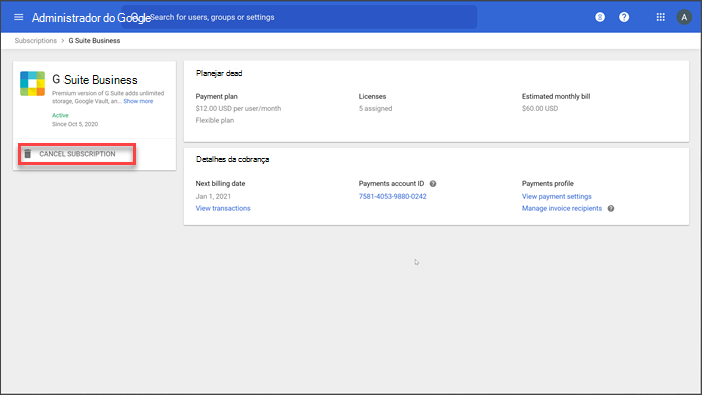 Administrador do Google
Search for users, groups or settings
A
Subscriptions > G Suite Business
G Suite Business
Premium version of G Suite adds unlimited
storage, Google Vault, an... Show more
Active
Since Oct 5, 2020
CANCEL SUBSCRIPTION
Planejar dead
Payment plan
$12.00 USD per user/month
Flexible plan
Licenses
5 assigned
Estimated monthly bill
$60.00 USD
Detalhes da cobrança
Next billing date
Jan 1, 2021
View transactions
Payments account ID
7581-4053-9880-0242
Payments profile
View payment settings
Manage invoice recipients